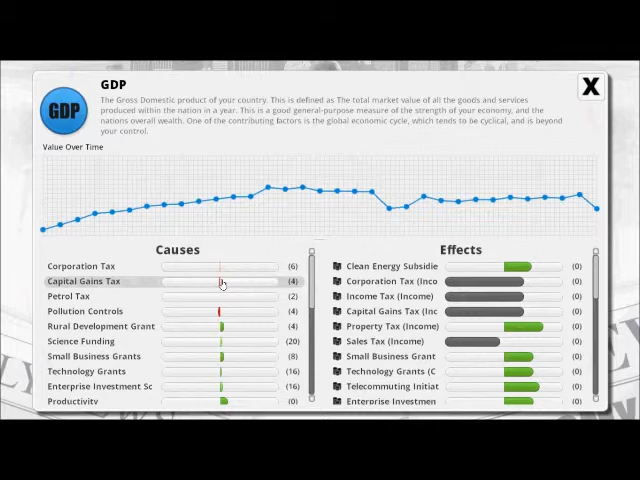 GDP
GDP
The Gross Domestic product of your country. This is defined as The total market value of all the goods and services
produced within the nation in a year. This is a good general-purpose measure of the strength of your economy, and the
nations overall wealth. One of the contributing factors is the global economic cycle, which tends to be cyclical, and is beyond
your control.
X
Value Over Time
Causes
Corporation Tax (6)
Capital Gains Tax (4)
Petrol Tax (2)
Pollution Controls (4)
Rural Development Grant (4)
Science Funding (20)
Small Business Grants (8)
Technology Grants (16)
Enterprise Investment Sc (16)
Productivity (0)
Effects
Clean Energy Subsidie (0)
Corporation Tax (Inco (0)
Income Tax (Income) (0)
Capital Gains Tax (Inc (0)
Property Tax (Income) (0)
Sales Tax (Income) (0)
Small Business Grant (0)
Technology Grants (C (0)
Telecommuting Initiat (0)
Enterprise Investmen (0)